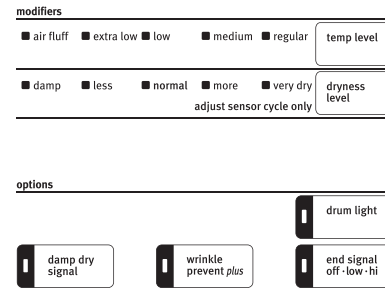 modifiers
air fluff extra low low medium regular temp level
damp less normal more very dry dryness
level
adjust sensor cycle only
options
drum light
damp dry
signal
wrinkle
prevent plus
end signal
off·low·hi